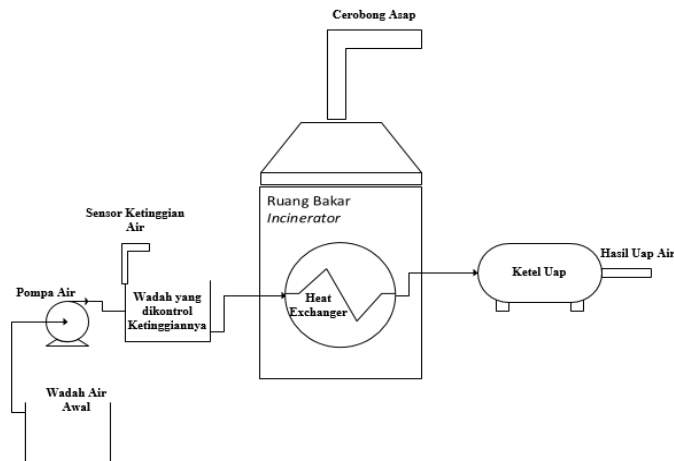 Cerobong Asap
Ruang Bakar
Incinerator
Sensor Ketinggian
Air
Hasil Uap Air
Ketel Uap
Pompa Air
Wadah yang
dikontrol
Ketinggiannya
Heat
Exchanger
Wadah Air
Awal